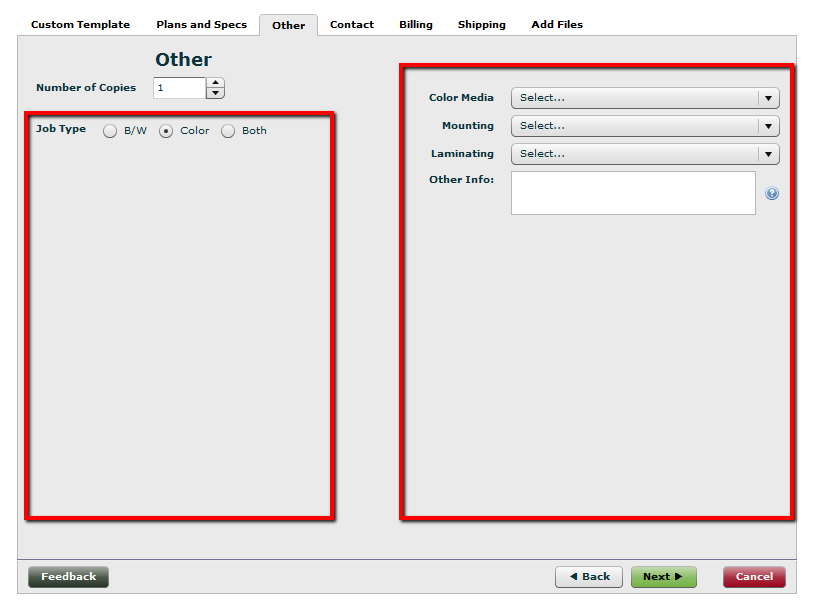 Custom Template Plans and Specs Other Contact Billing Shipping Add Files
Other
Number of Copies 1
Job Type B/W Color Both
Color Media Select...
Mounting Select...
Laminating Select...
Other Info: ?
Feedback Back Next Cancel